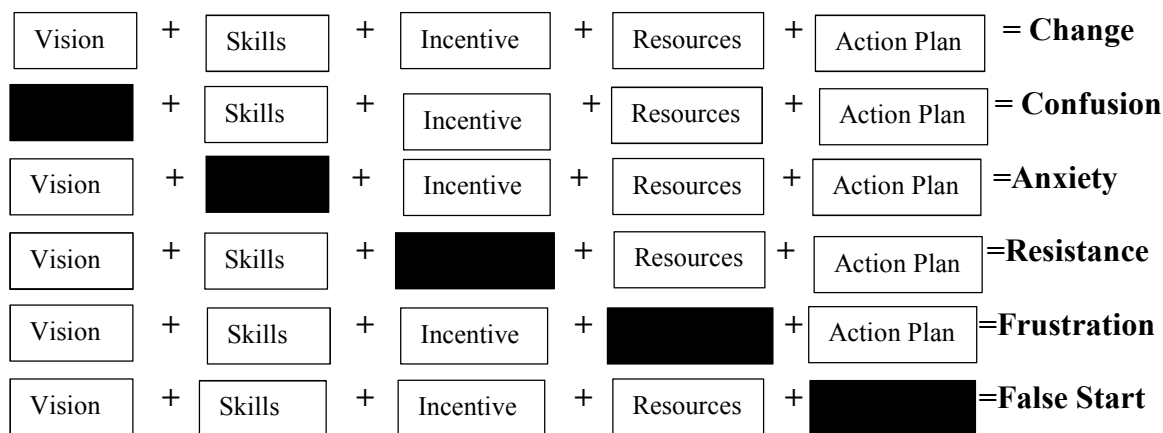 Vision + Skills + Incentive + Resources + Action Plan = Change
+ Skills + Incentive + Resources + Action Plan = Confusion
Vision + + Incentive + Resources + Action Plan =Anxiety
Vision + Skills + + Resources + Action Plan =Resistance
Vision + Skills + Incentive + + Action Plan =Frustration
Vision + Skills + Incentive + Resources + =False Start